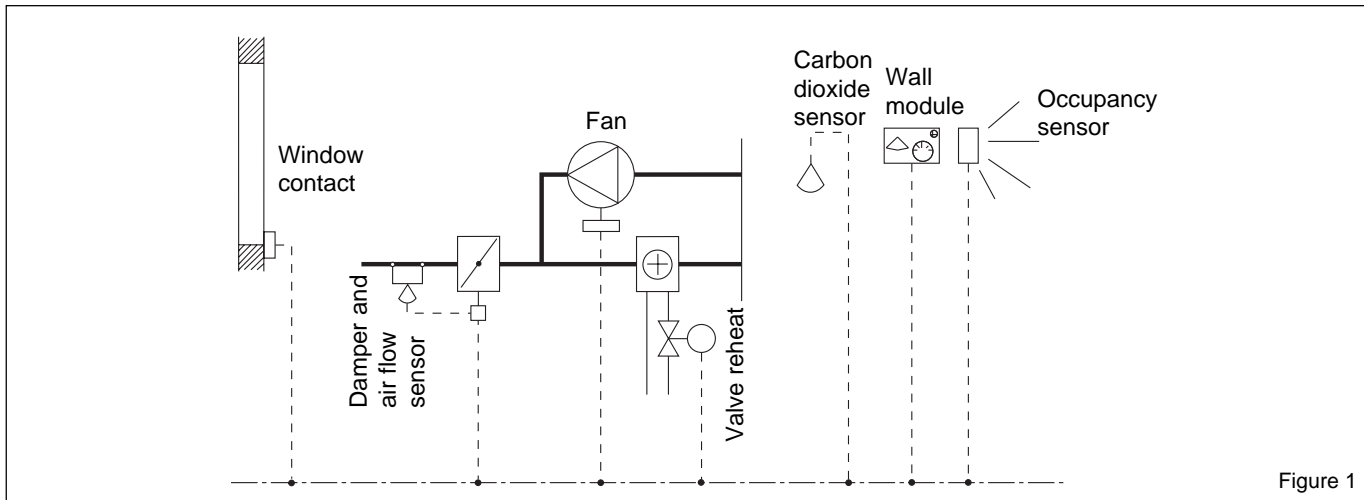 Window
contact
Damper and
air flow
sensor
Fan
Valve reheat
Carbon
dioxide
sensor
Wall
module
Occupancy
sensor
Figure 1